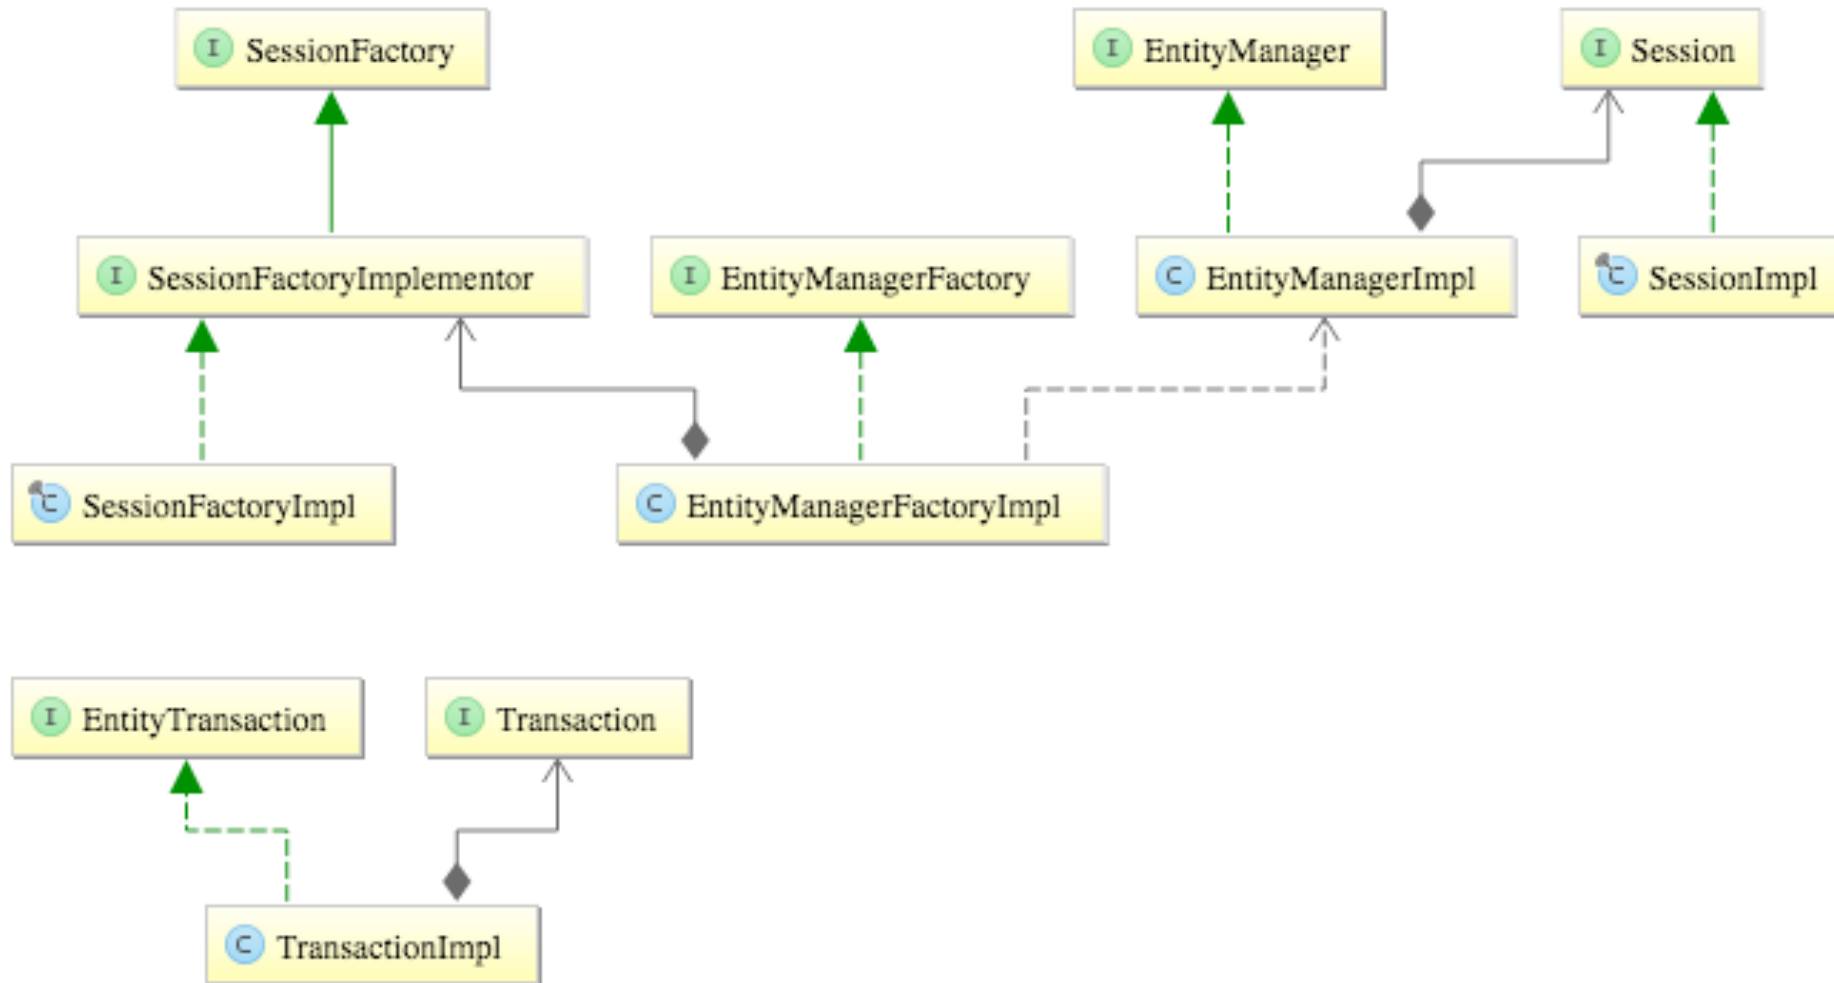 I SessionFactory
I EntityManager
I Session
I SessionFactoryImplementor
I EntityManagerFactory
C EntityManagerImpl
C SessionImpl
C SessionFactoryImpl
C EntityManagerFactoryImpl
I EntityTransaction
I Transaction
C TransactionImpl